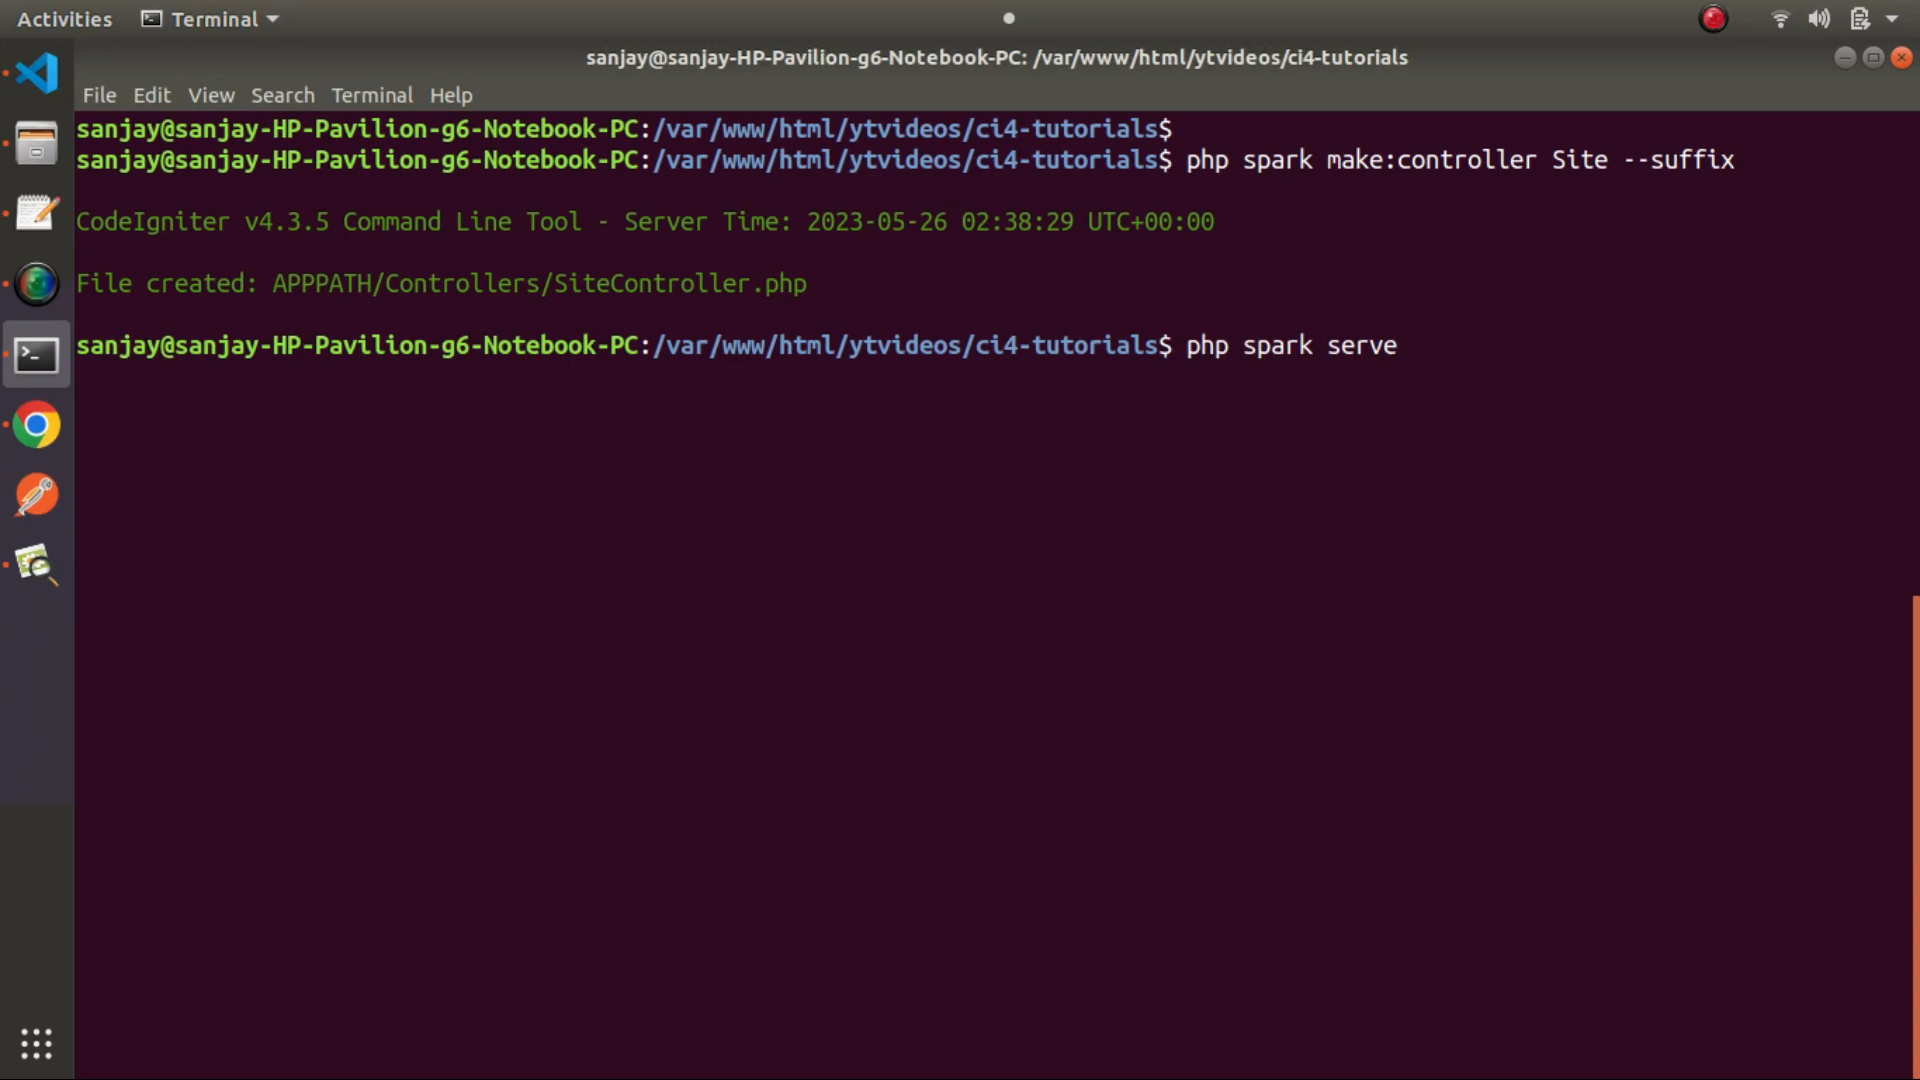 Activities Terminal
sanjay@sanjay-HP-Pavilion-g6-Notebook-PC: /var/www/html/ytvideos/ci4-tutorials
File Edit View Search Terminal Help
sanjay@sanjay-HP-Pavilion-g6-Notebook-PC:/var/www/html/ytvideos/ci4-tutorials$
sanjay@sanjay-HP-Pavilion-g6-Notebook-PC:/var/www/html/ytvideos/ci4-tutorials$ php spark make:controller Site --suffix
CodeIgniter v4.3.5 Command Line Tool - Server Time: 2023-05-26 02:38:29 UTC+00:00
File created: APPPATH/Controllers/SiteController.php
sanjay@sanjay-HP-Pavilion-g6-Notebook-PC:/var/www/html/ytvideos/ci4-tutorials$ php spark serve